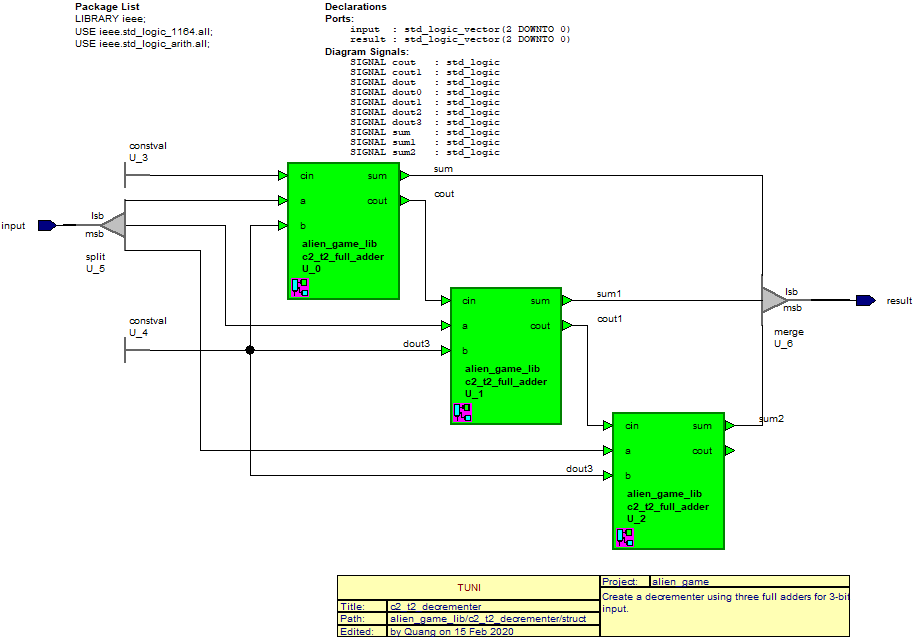 Package List
LIBRARY ieee;
USE ieee.std_logic_1164.all;
USE ieee.std_logic_arith.all;
Declarations
Ports:
input : std_logic_vector(2 DOWNTO 0)
result : std_logic_vector(2 DOWNTO 0)
Diagram Signals:
SIGNAL cout : std_logic
SIGNAL cout1 : std_logic
SIGNAL dout : std_logic
SIGNAL dout0 : std_logic
SIGNAL dout1 : std_logic
SIGNAL dout2 : std_logic
SIGNAL dout3 : std_logic
SIGNAL sum : std_logic
SIGNAL sum1 : std_logic
SIGNAL sum2 : std_logic
constval
U_3
cin sum
a cout
b
alien_game_lib
c2_t2_full_adder
U_0
sum
cout
input
lsb
msb
split
U_5
constval
U_4
dout3
cin sum
a cout
b
alien_game_lib
c2_t2_full_adder
U_1
sum1
cout1
lsb
msb
merge
U_6
result
dout3
cin sum
a cout
b
alien_game_lib
c2_t2_full_adder
U_2
sum2
TUNI
Title: c2_t2_decrementer
Path: alien_game_lib/c2_t2_decrementer/struct
Edited: by Quang on 15 Feb 2020
Project: alien_game
Create a decrementer using three full adders for 3-bit
input.